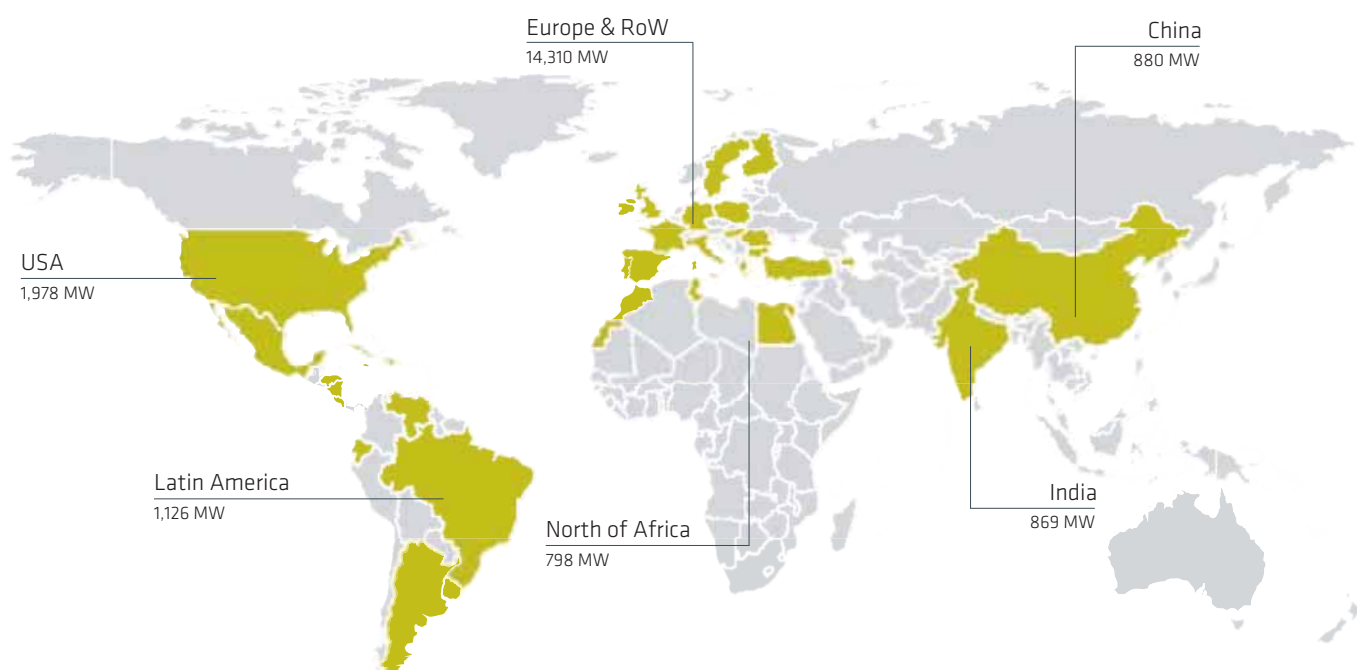 Europe & RoW
14,310 MW
China
880 MW
USA
1,978 MW
Latin America
1,126 MW
North of Africa
798 MW
India
869 MW